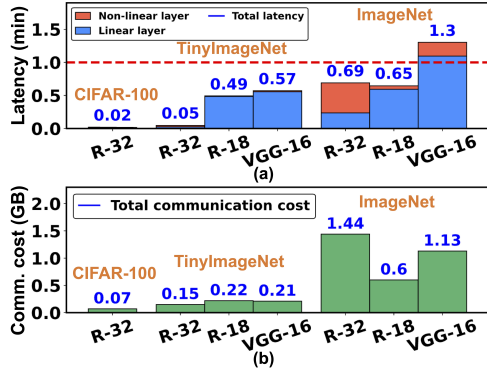 Non-linear layer
Linear layer
Total latency
ImageNet
TinyImageNet
CIFAR-100
Latency (min)
1.5
1.0
0.5
0.0
0.02
0.05
0.49
0.57
0.69
0.65
1.3
R-32
R-32
R-18
VGG-16
R-32
R-18
VGG-16
(a)
Total communication cost
ImageNet
TinyImageNet
CIFAR-100
Comm. cost (GB)
2.0
1.5
1.0
0.5
0.0
0.07
0.15
0.22
0.21
1.44
0.6
1.13
R-32
R-32
R-18
VGG-16
R-32
R-18
VGG-16
(b)